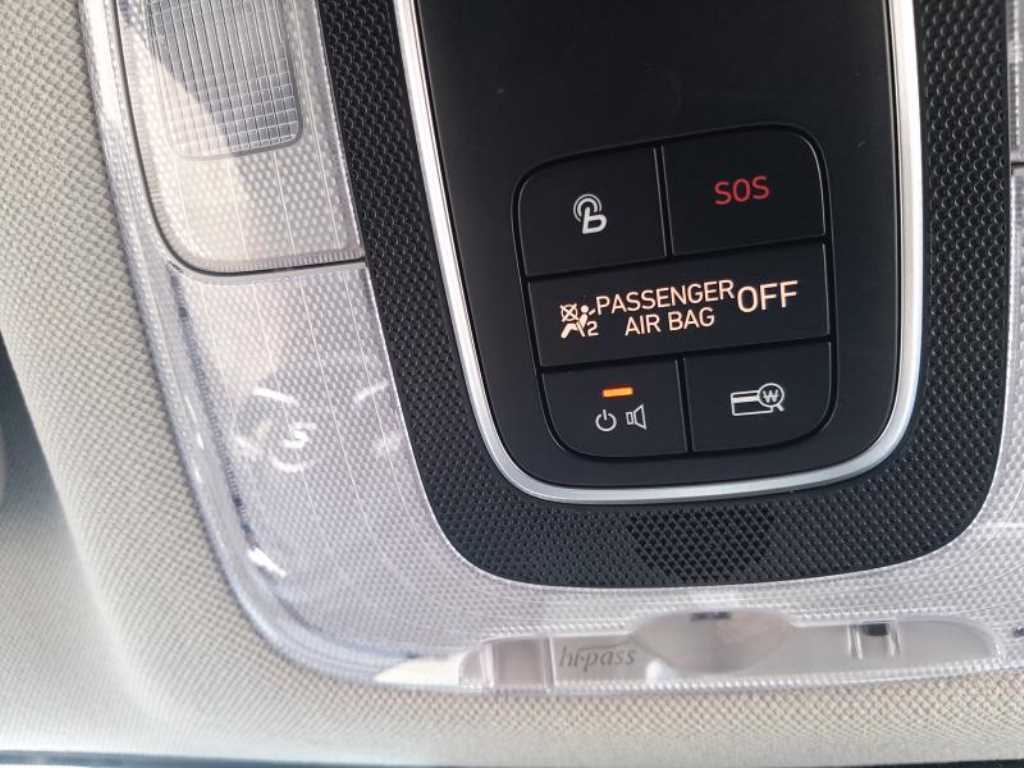 SOS
PASSENGER
AIR BAG
OFF
2
₩
hi-pass